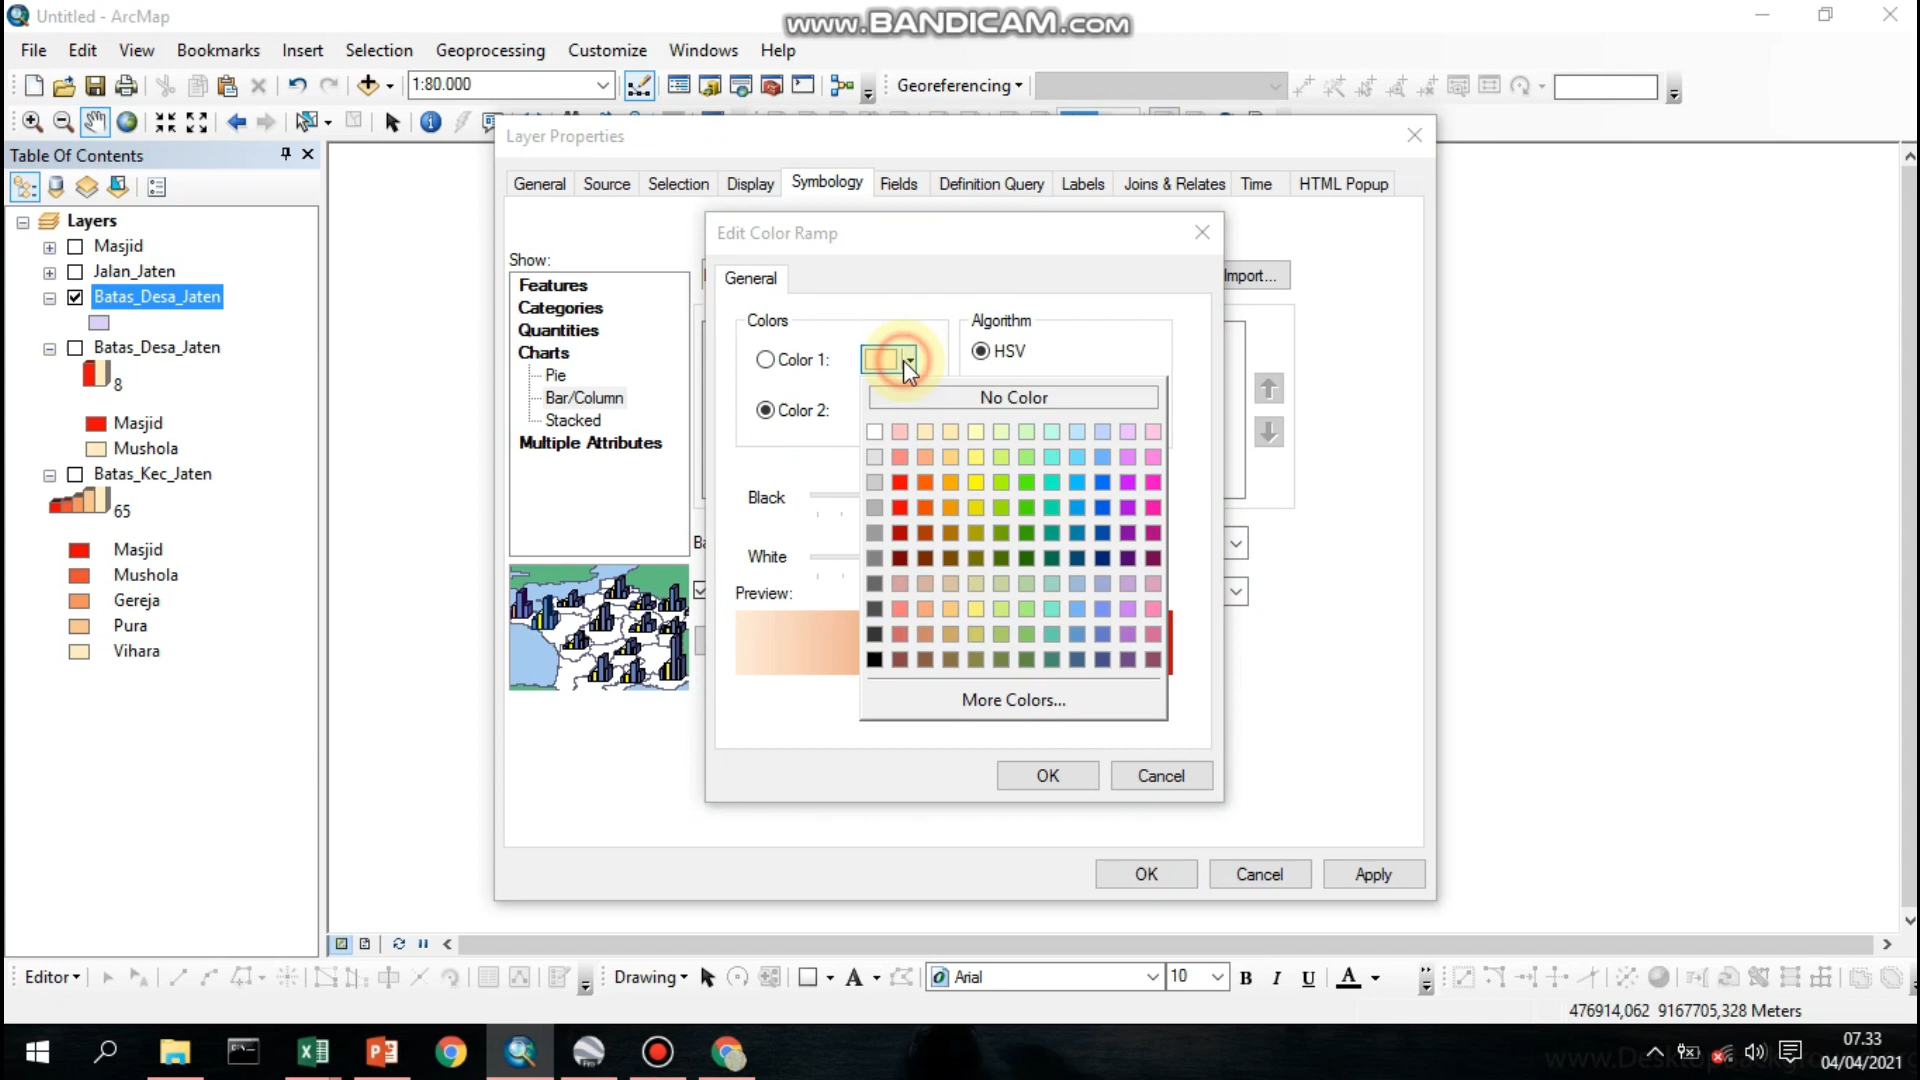 Untitled - ArcMap
www.BANDICAM.com
File Edit View Bookmarks Insert Selection Geoprocessing Customize Windows Help
1:80.000
Georeferencing
Table Of Contents
Layers
Masjid
Jalan_Jaten
Batas_Desa_Jaten
Batas_Desa_Jaten
8
Masjid
Mushola
Batas_Kec_Jaten
65
Masjid
Mushola
Gereja
Pura
Vihara
Layer Properties
General Source Selection Display Symbology Fields Definition Query Labels Joins & Relates Time HTML Popup
Show:
Features
Categories
Quantities
Charts
Pie
Bar/Column
Stacked
Multiple Attributes
Import...
Ba
Edit Color Ramp
General
Colors
Color 1:
Color 2:
Algorithm
HSV
No Color
More Colors...
Black
White
Preview:
OK Cancel
OK Cancel Apply
Editor
Drawing
Arial
10
B I U A
476914,062 9167705,328 Meters
07.33
04/04/2021